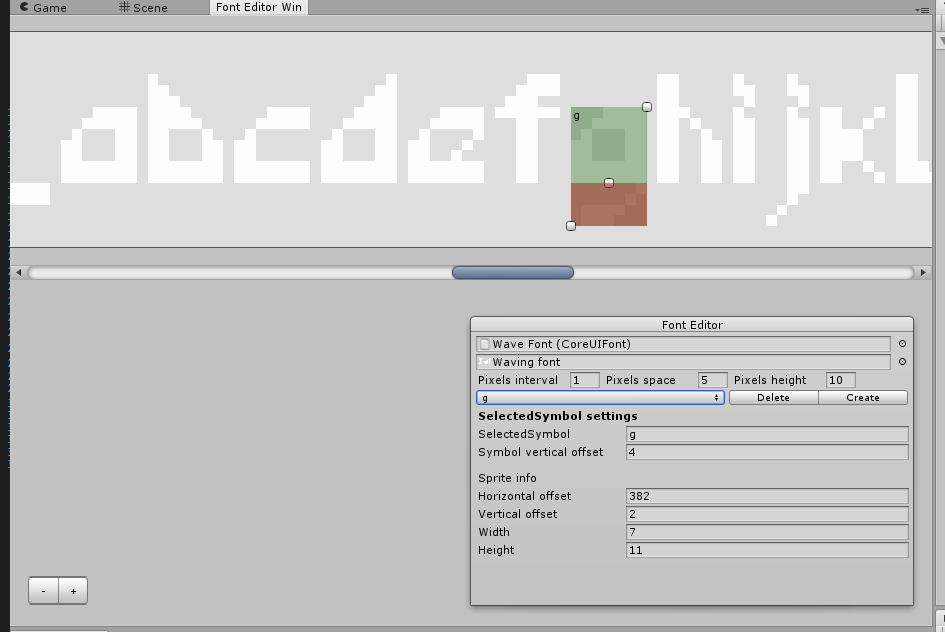 Game Scene Font Editor Win
_abcdefghijkl
g
Font Editor
Wave Font (CoreUIFont)
Waving font
Pixels interval 1 Pixels space 5 Pixels height 10
g Delete Create
SelectedSymbol settings
SelectedSymbol g
Symbol vertical offset 4
Sprite info
Horizontal offset 382
Vertical offset 2
Width 7
Height 11
- +